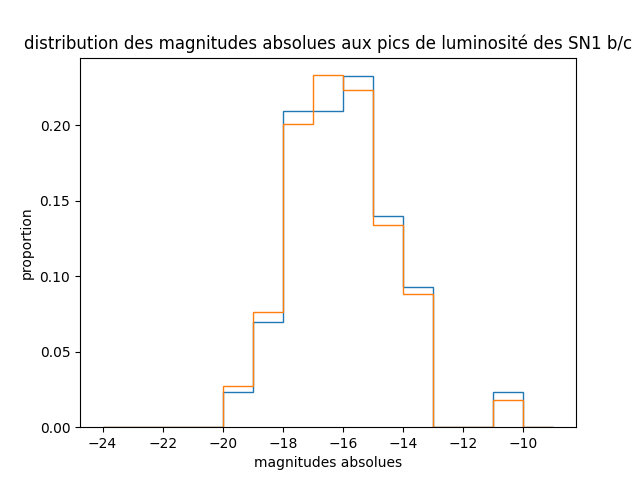 distribution des magnitudes absolues aux pics de luminosité des SN1 b/c
proportion
0.20
0.15
0.10
0.05
0.00
−24 −22 −20 −18 −16 −14 −12 −10
magnitudes absolues